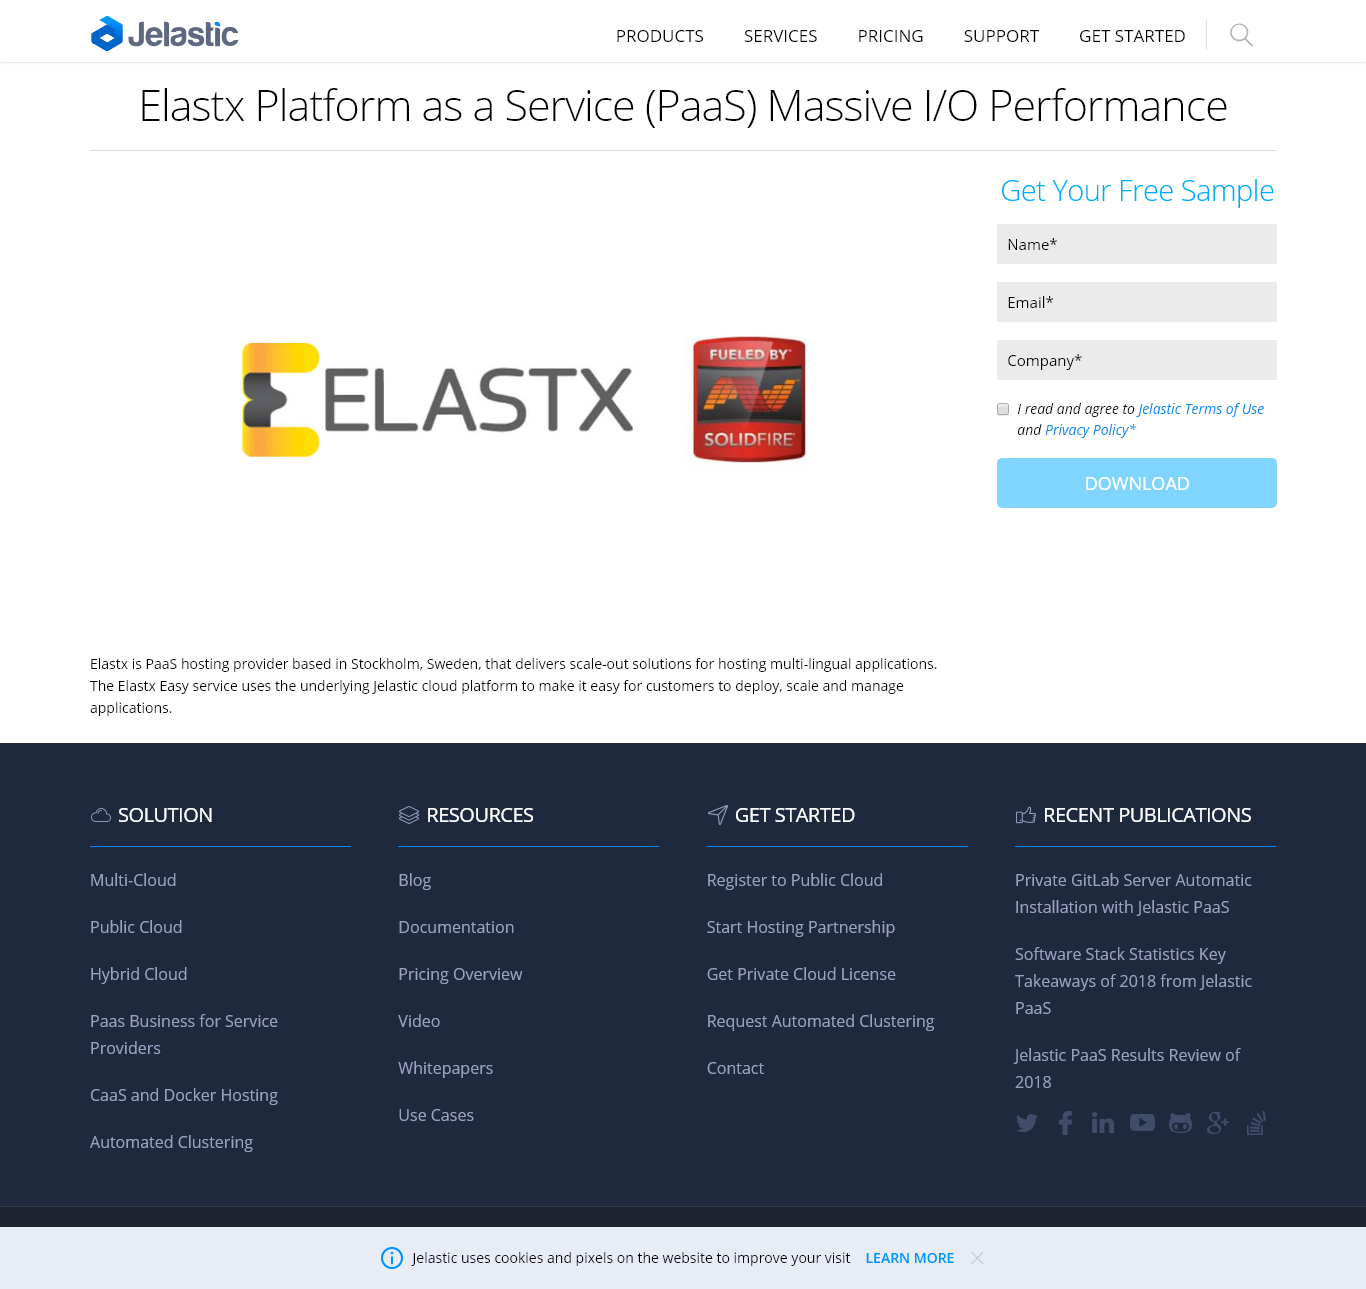 Jelastic
PRODUCTS
SERVICES
PRICING
SUPPORT
GET STARTED
Elastx Platform as a Service (PaaS) Massive I/O Performance
Get Your Free Sample
Name*
Email*
Company*
I read and agree to Jelastic Terms of Use
and Privacy Policy*
DOWNLOAD
ELASTX
FUELED BY™
SOLIDFIRE
Elastx is PaaS hosting provider based in Stockholm, Sweden, that delivers scale-out solutions for hosting multi-lingual applications.
The Elastx Easy service uses the underlying Jelastic cloud platform to make it easy for customers to deploy, scale and manage
applications.
SOLUTION
Multi-Cloud
Public Cloud
Hybrid Cloud
Paas Business for Service
Providers
CaaS and Docker Hosting
Automated Clustering
RESOURCES
Blog
Documentation
Pricing Overview
Video
Whitepapers
Use Cases
GET STARTED
Register to Public Cloud
Start Hosting Partnership
Get Private Cloud License
Request Automated Clustering
Contact
RECENT PUBLICATIONS
Private GitLab Server Automatic
Installation with Jelastic PaaS
Software Stack Statistics Key
Takeaways of 2018 from Jelastic
PaaS
Jelastic PaaS Results Review of
2018
Jelastic uses cookies and pixels on the website to improve your visit
LEARN MORE